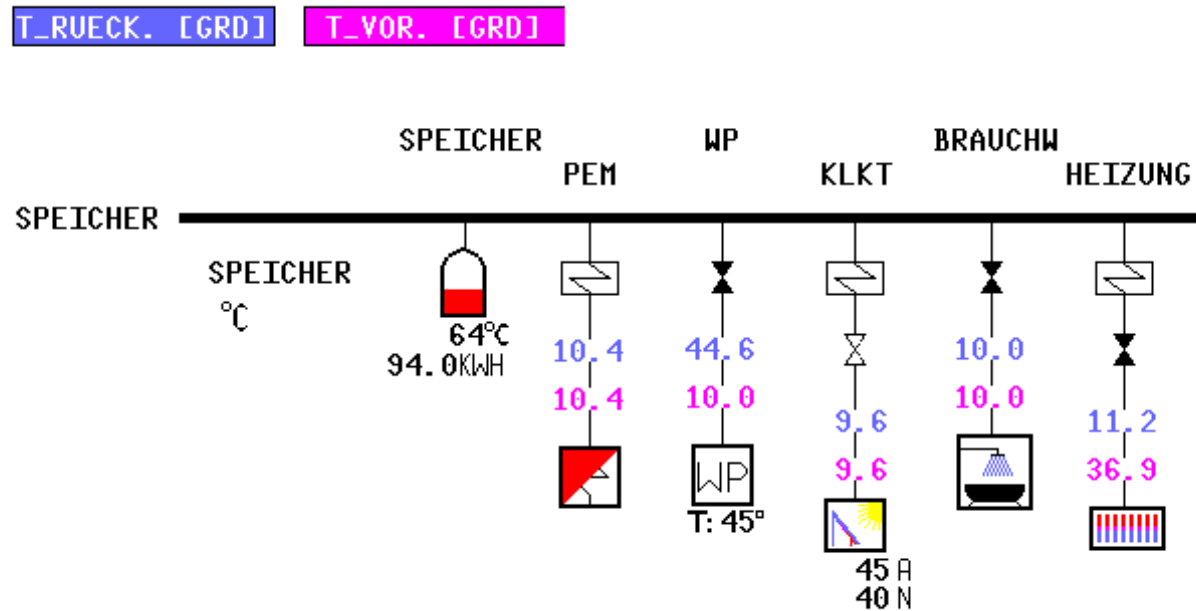 T_RUECK. [GRD] T_VOR. [GRD]
SPEICHER WP BRAUCHW
PEM KLKT HEIZUNG
SPEICHER
SPEICHER
°C
64°C
94.0KWH
10.4 44.6 10.0
10.4 10.0 10.0
9.6 11.2
9.6 36.9
WP
T: 45°
45 A
40 N